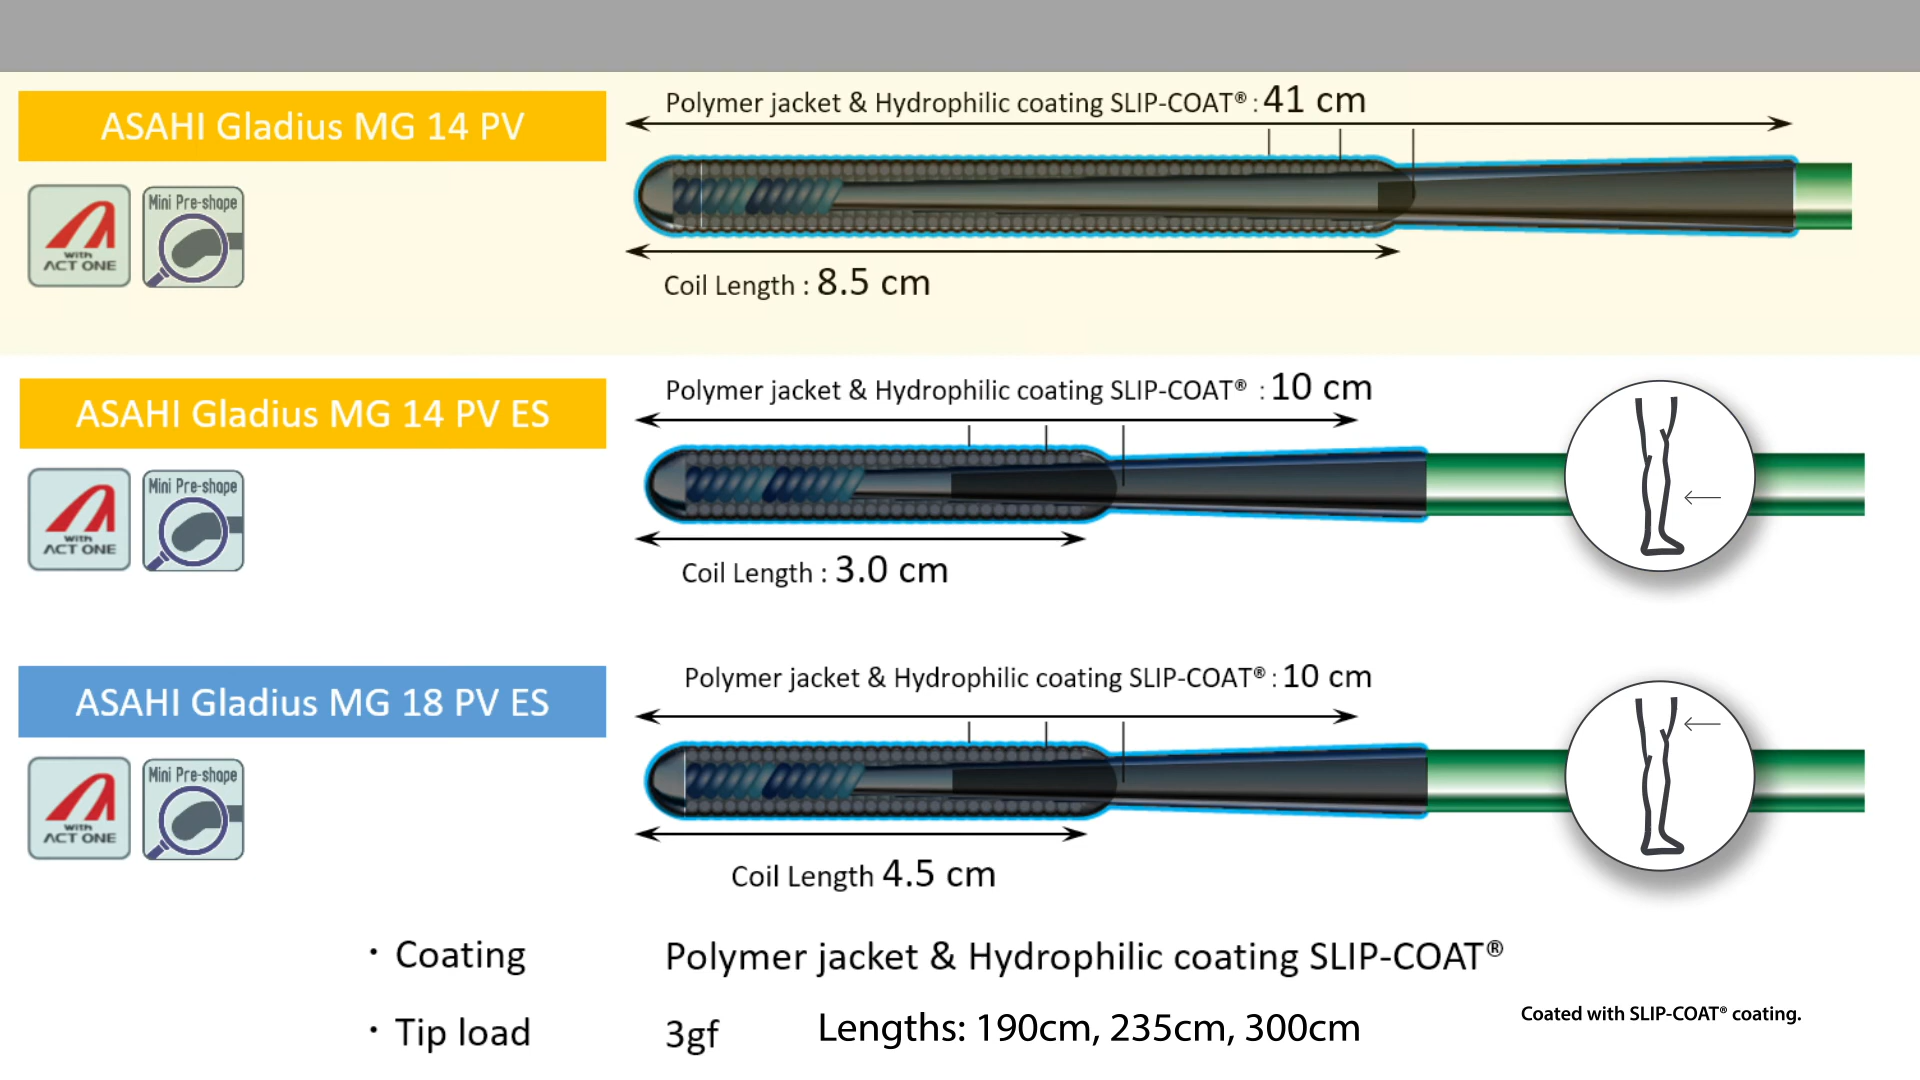 ASAHI Gladius MG 14 PV
Polymer jacket & Hydrophilic coating SLIP-COAT® : 41 cm
with
ACT ONE
Mini Pre-shape
Coil Length : 8.5 cm
ASAHI Gladius MG 14 PV ES
Polymer jacket & Hydrophilic coating SLIP-COAT® : 10 cm
with
ACT ONE
Mini Pre-shape
Coil Length : 3.0 cm
ASAHI Gladius MG 18 PV ES
Polymer jacket & Hydrophilic coating SLIP-COAT® : 10 cm
with
ACT ONE
Mini Pre-shape
Coil Length 4.5 cm
・Coating Polymer jacket & Hydrophilic coating SLIP-COAT®
・Tip load 3gf Lengths: 190cm, 235cm, 300cm
Coated with SLIP-COAT® coating.